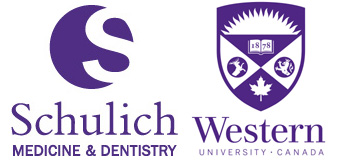 S
Schulich
MEDICINE & DENTISTRY
1878
Western
UNIVERSITY · CANADA